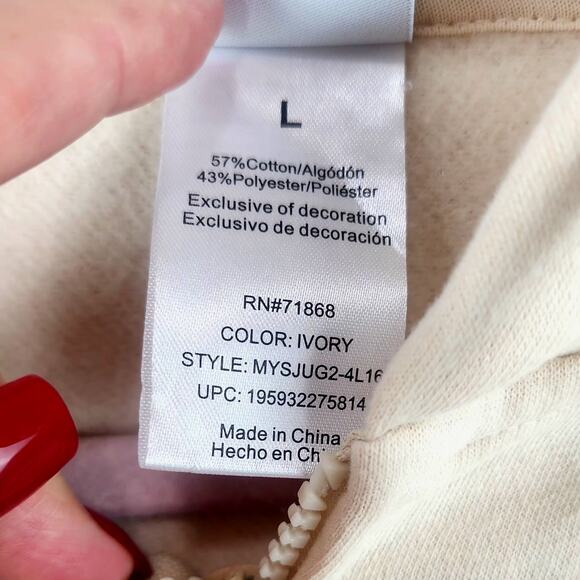 L
57%Cotton/Algódón
43%Polyester/Poliéster
Exclusive of decoration
Exclusivo de decoración
RN#71868
COLOR: IVORY
STYLE: MYSJUG2-4L16
UPC: 195932275814
Made in China
Hecho en